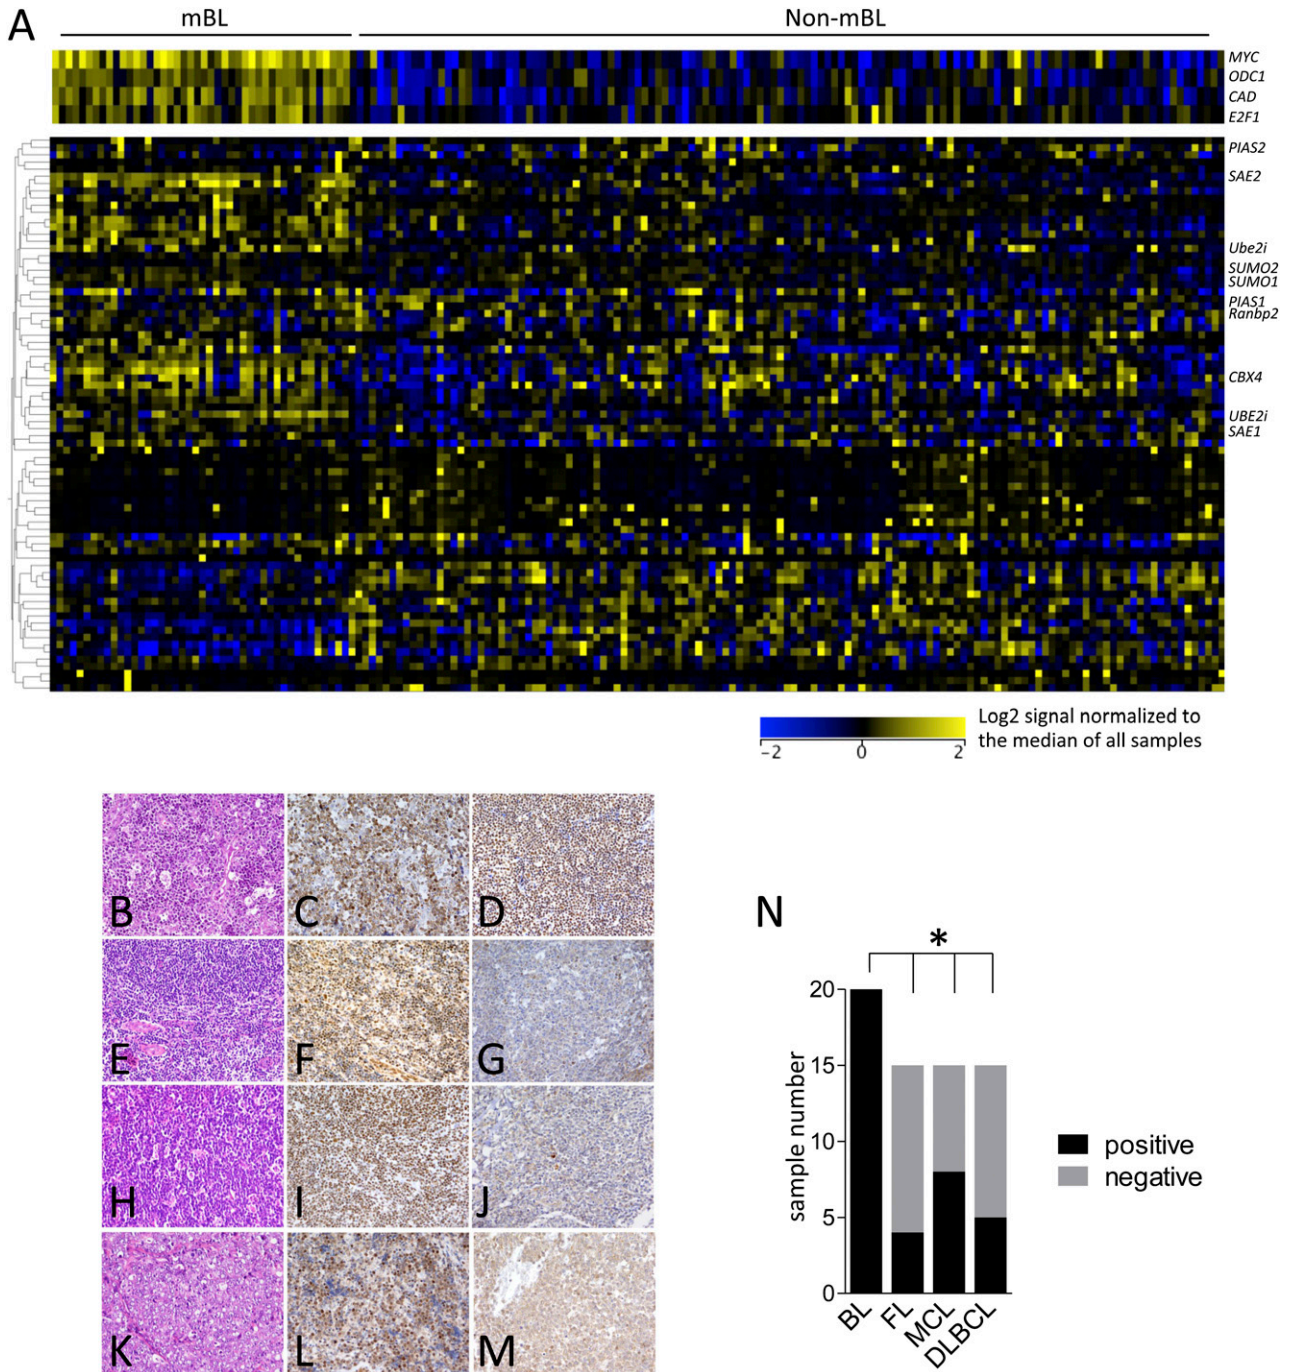 A
mBL
Non-mBL
MYC
ODC1
CAD
E2F1
PIAS2
SAE2
Ube2i
SUMO2
SUMO1
PIAS1
Ranbp2
CBX4
UBE2i
SAE1
Log2 signal normalized to
the median of all samples
-2 0 2
B C D
E F G
H I J
K L M
N
*
20
15
10
5
0
sample number
BL FL MCL DLBCL
positive
negative